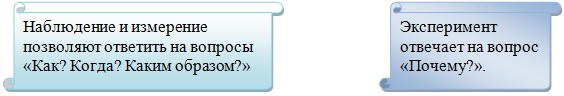 Наблюдение и измерение
позволяют ответить на вопросы
«Как? Когда? Каким образом?»
Эксперимент
отвечает на вопрос
«Почему?».